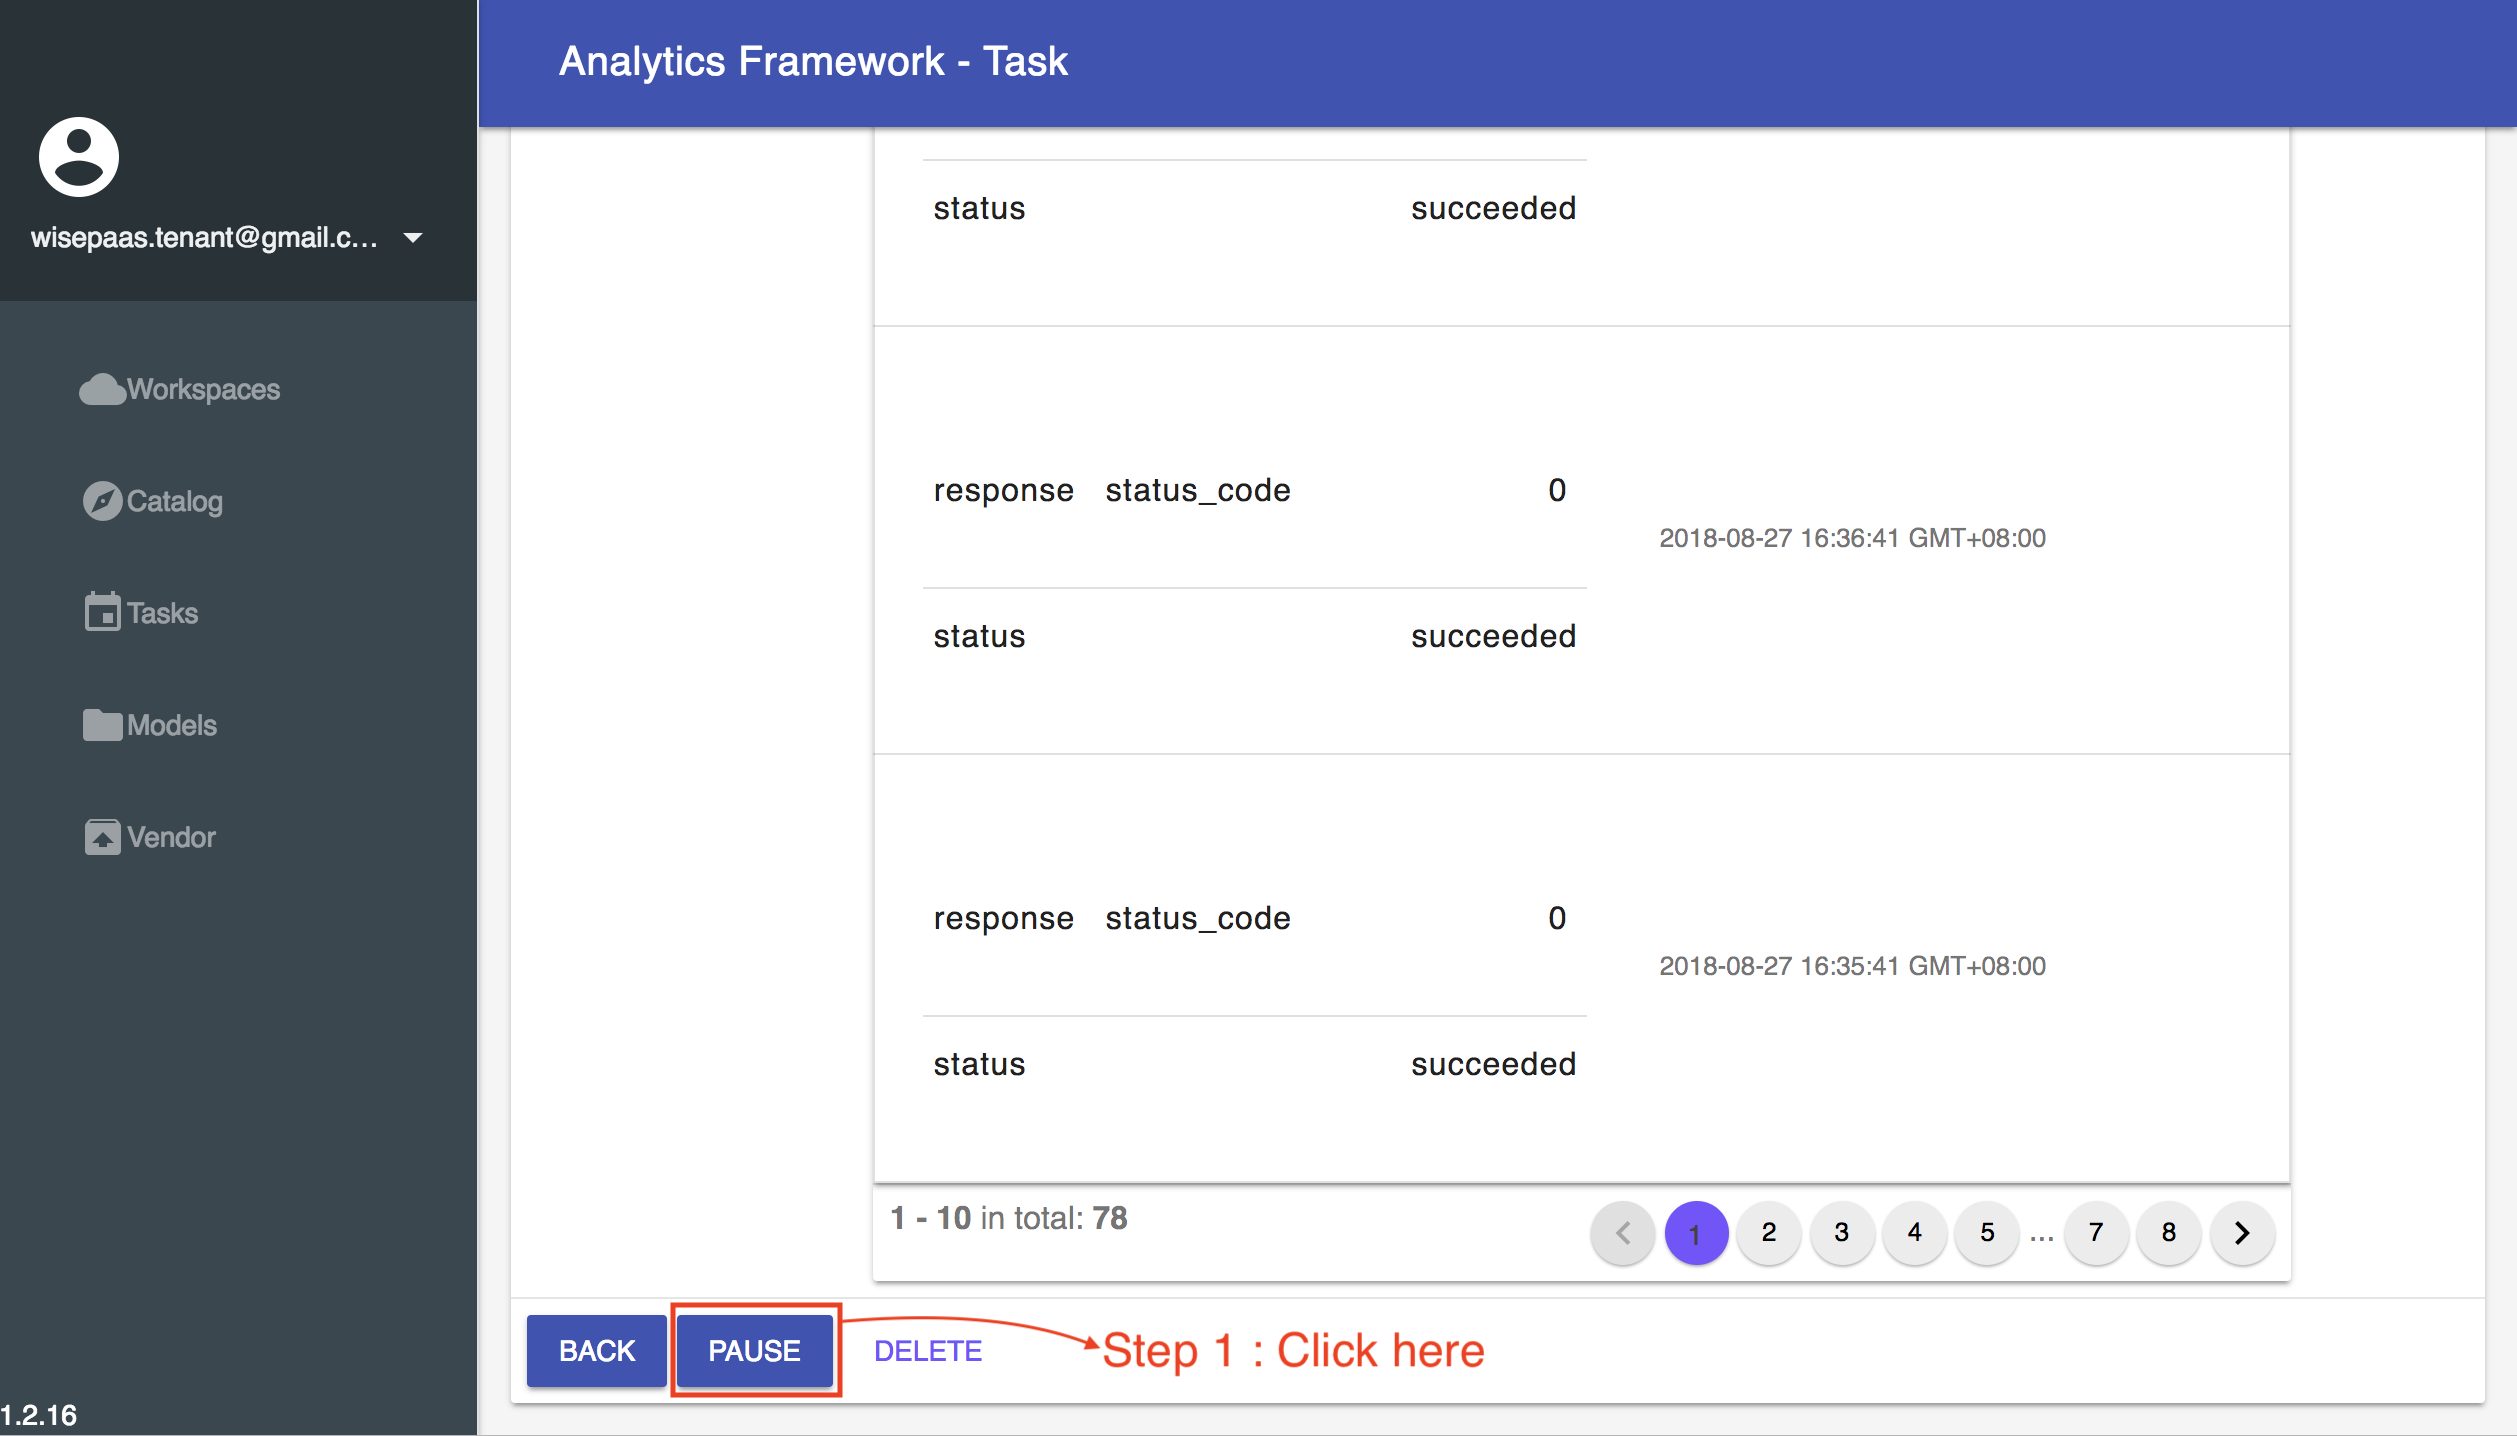 Analytics Framework - Task
wisepaas.tenant@gmail.c...
Workspaces
Catalog
Tasks
Models
Vendor
1.2.16
status succeeded
response status_code 0
2018-08-27 16:36:41 GMT+08:00
status succeeded
response status_code 0
2018-08-27 16:35:41 GMT+08:00
status succeeded
1 - 10 in total: 78
1 2 3 4 5 ... 7 8
BACK PAUSE DELETE Step 1 : Click here